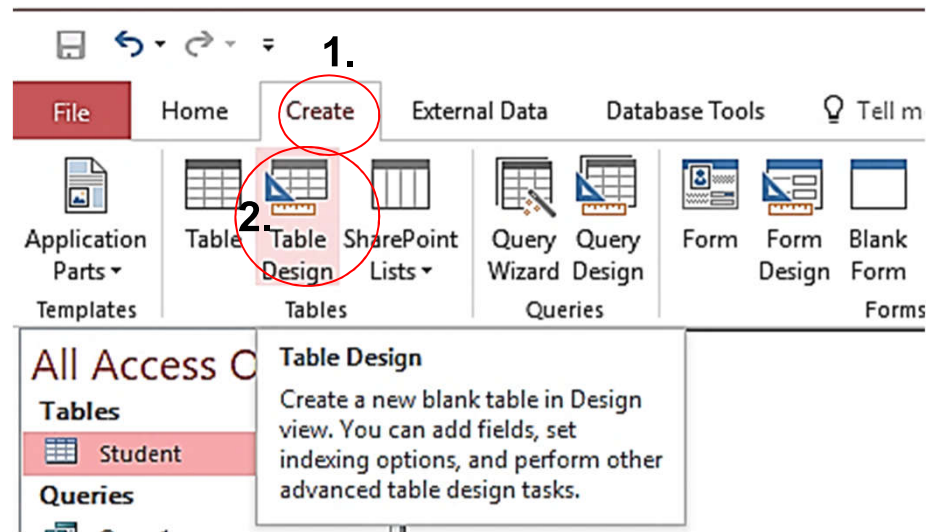 1.
File Home Create External Data Database Tools Tell m
2.
Application Parts Table Table Design SharePoint Lists Query Wizard Query Design Form Form Design Blank Form
Templates Tables Queries Forms
All Access O
Tables
Student
Queries
Table Design
Create a new blank table in Design
view. You can add fields, set
indexing options, and perform other
advanced table design tasks.